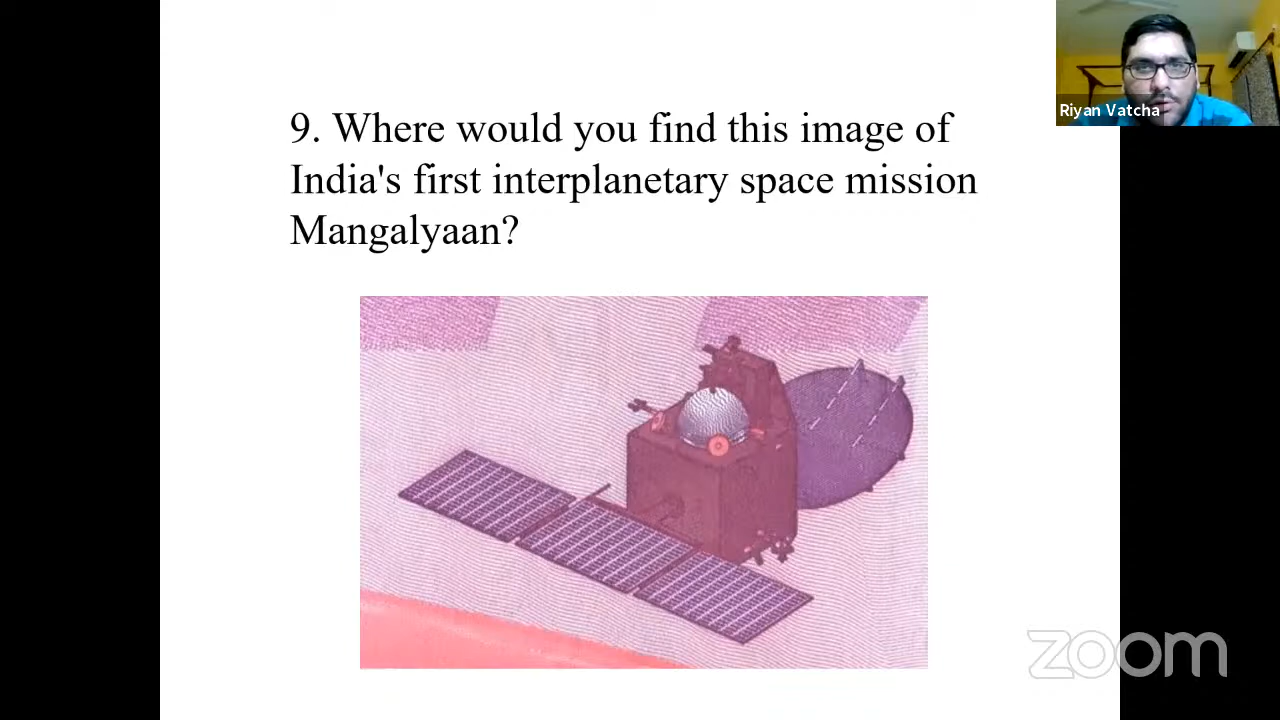 Riyan Vatcha
9. Where would you find this image of
India's first interplanetary space mission
Mangalyaan?
zoom